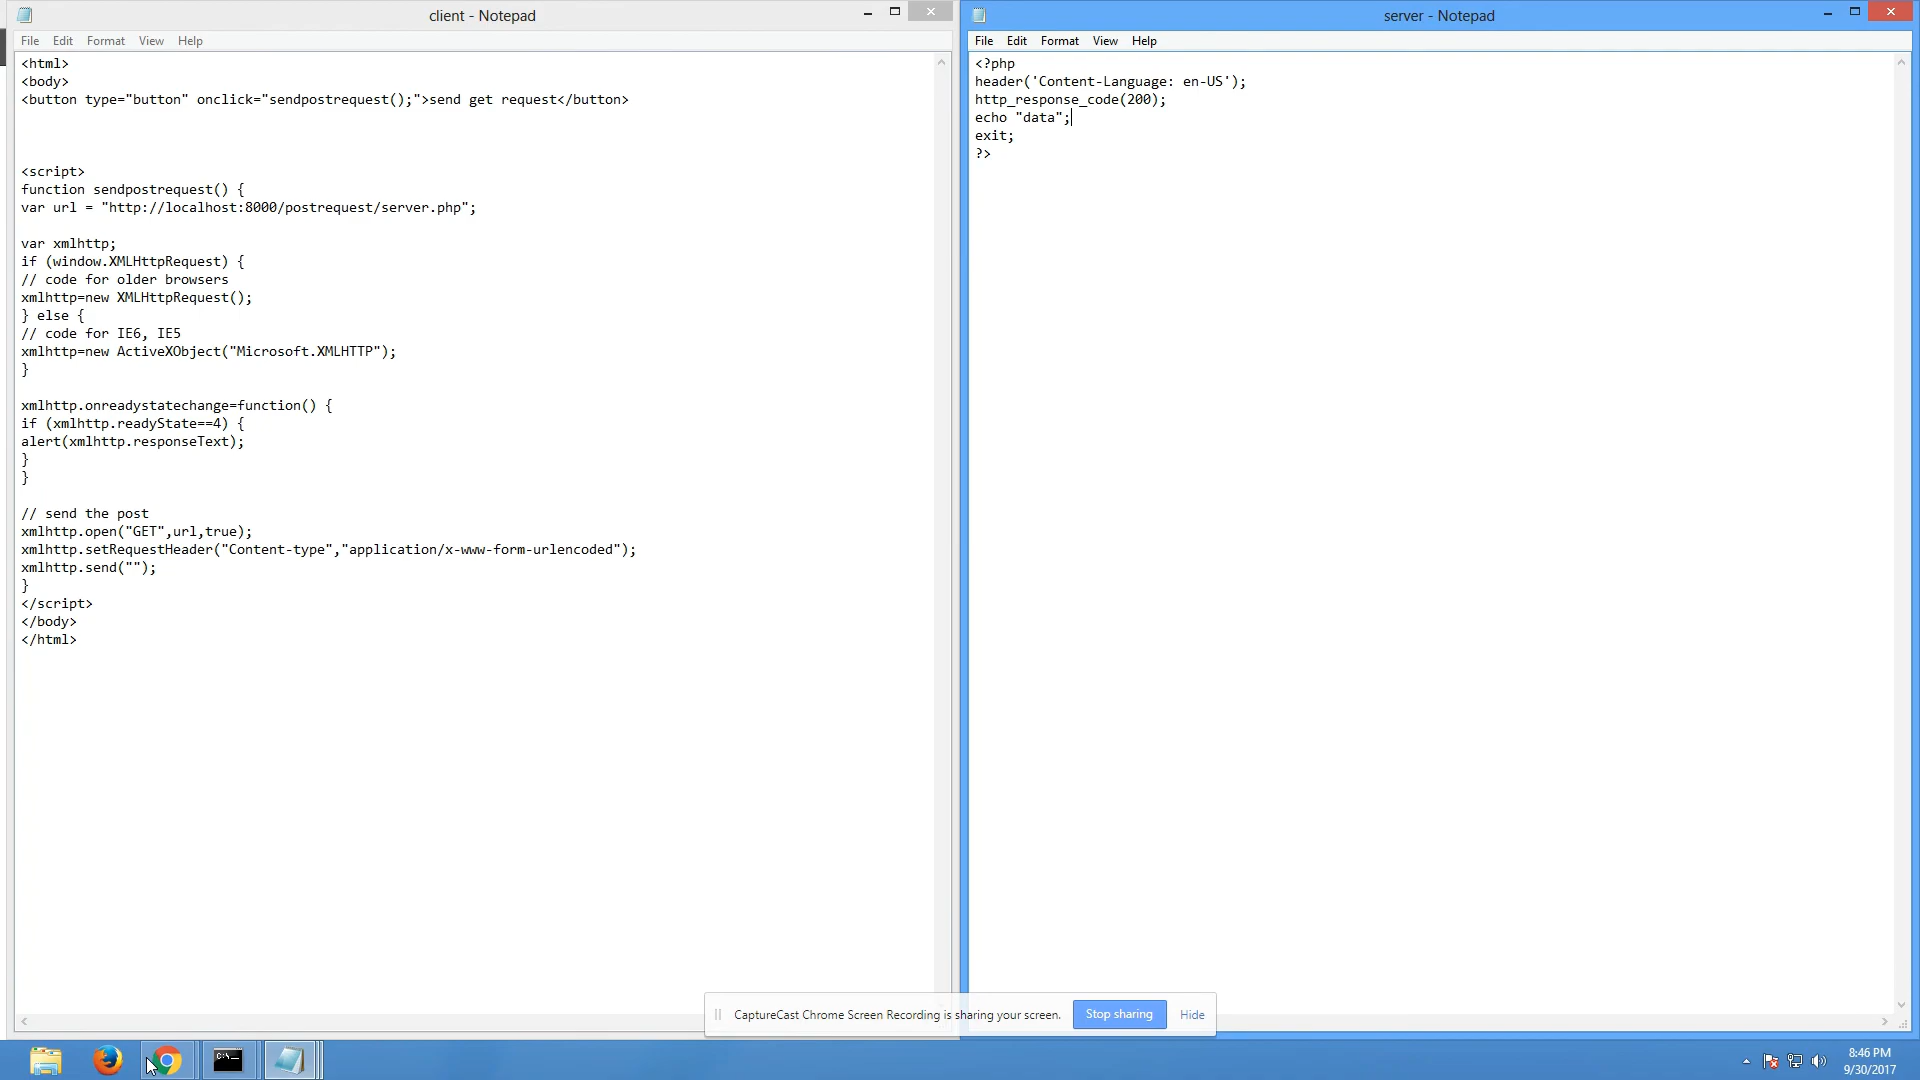 client - Notepad
File Edit Format View Help
<html>
<body>
<button type="button" onclick="sendpostrequest();">send get request</button>
<script>
function sendpostrequest() {
var url = "http://localhost:8000/postrequest/server.php";
var xmlhttp;
if (window.XMLHttpRequest) {
// code for older browsers
xmlhttp=new XMLHttpRequest();
} else {
// code for IE6, IE5
xmlhttp=new ActiveXObject("Microsoft.XMLHTTP");
}
xmlhttp.onreadystatechange=function() {
if (xmlhttp.readyState==4) {
alert(xmlhttp.responseText);
}
}
// send the post
xmlhttp.open("GET",url,true);
xmlhttp.setRequestHeader("Content-type","application/x-www-form-urlencoded");
xmlhttp.send("");
}
</script>
</body>
</html>
server - Notepad
File Edit Format View Help
<?php
header('Content-Language: en-US');
http_response_code(200);
echo "data";
exit;
?>
CaptureCast Chrome Screen Recording is sharing your screen. Stop sharing Hide
C:\_
8:46 PM
9/30/2017